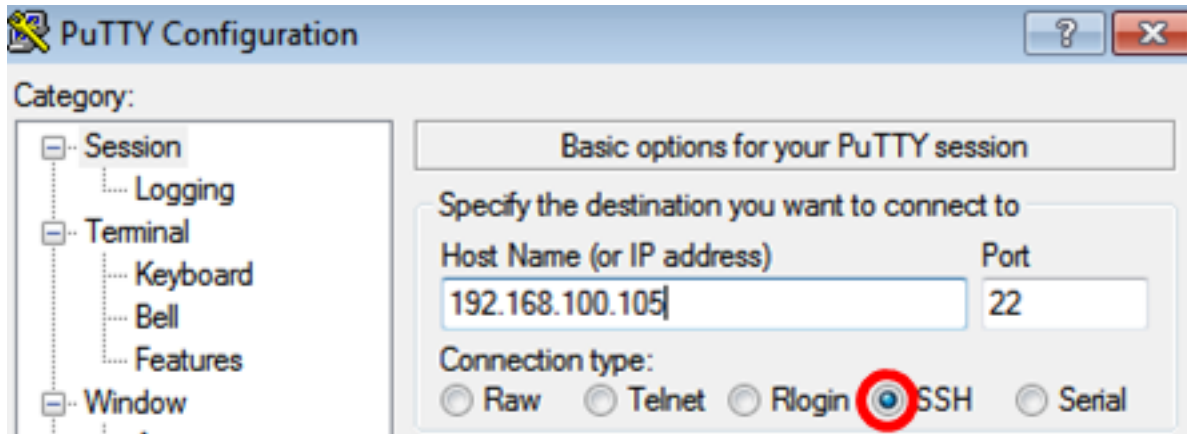 PuTTY Configuration
Category:
Session
Logging
Terminal
Keyboard
Bell
Features
Window
Basic options for your PuTTY session
Specify the destination you want to connect to
Host Name (or IP address) Port
192.168.100.105 22
Connection type:
Raw Telnet Rlogin SSH Serial